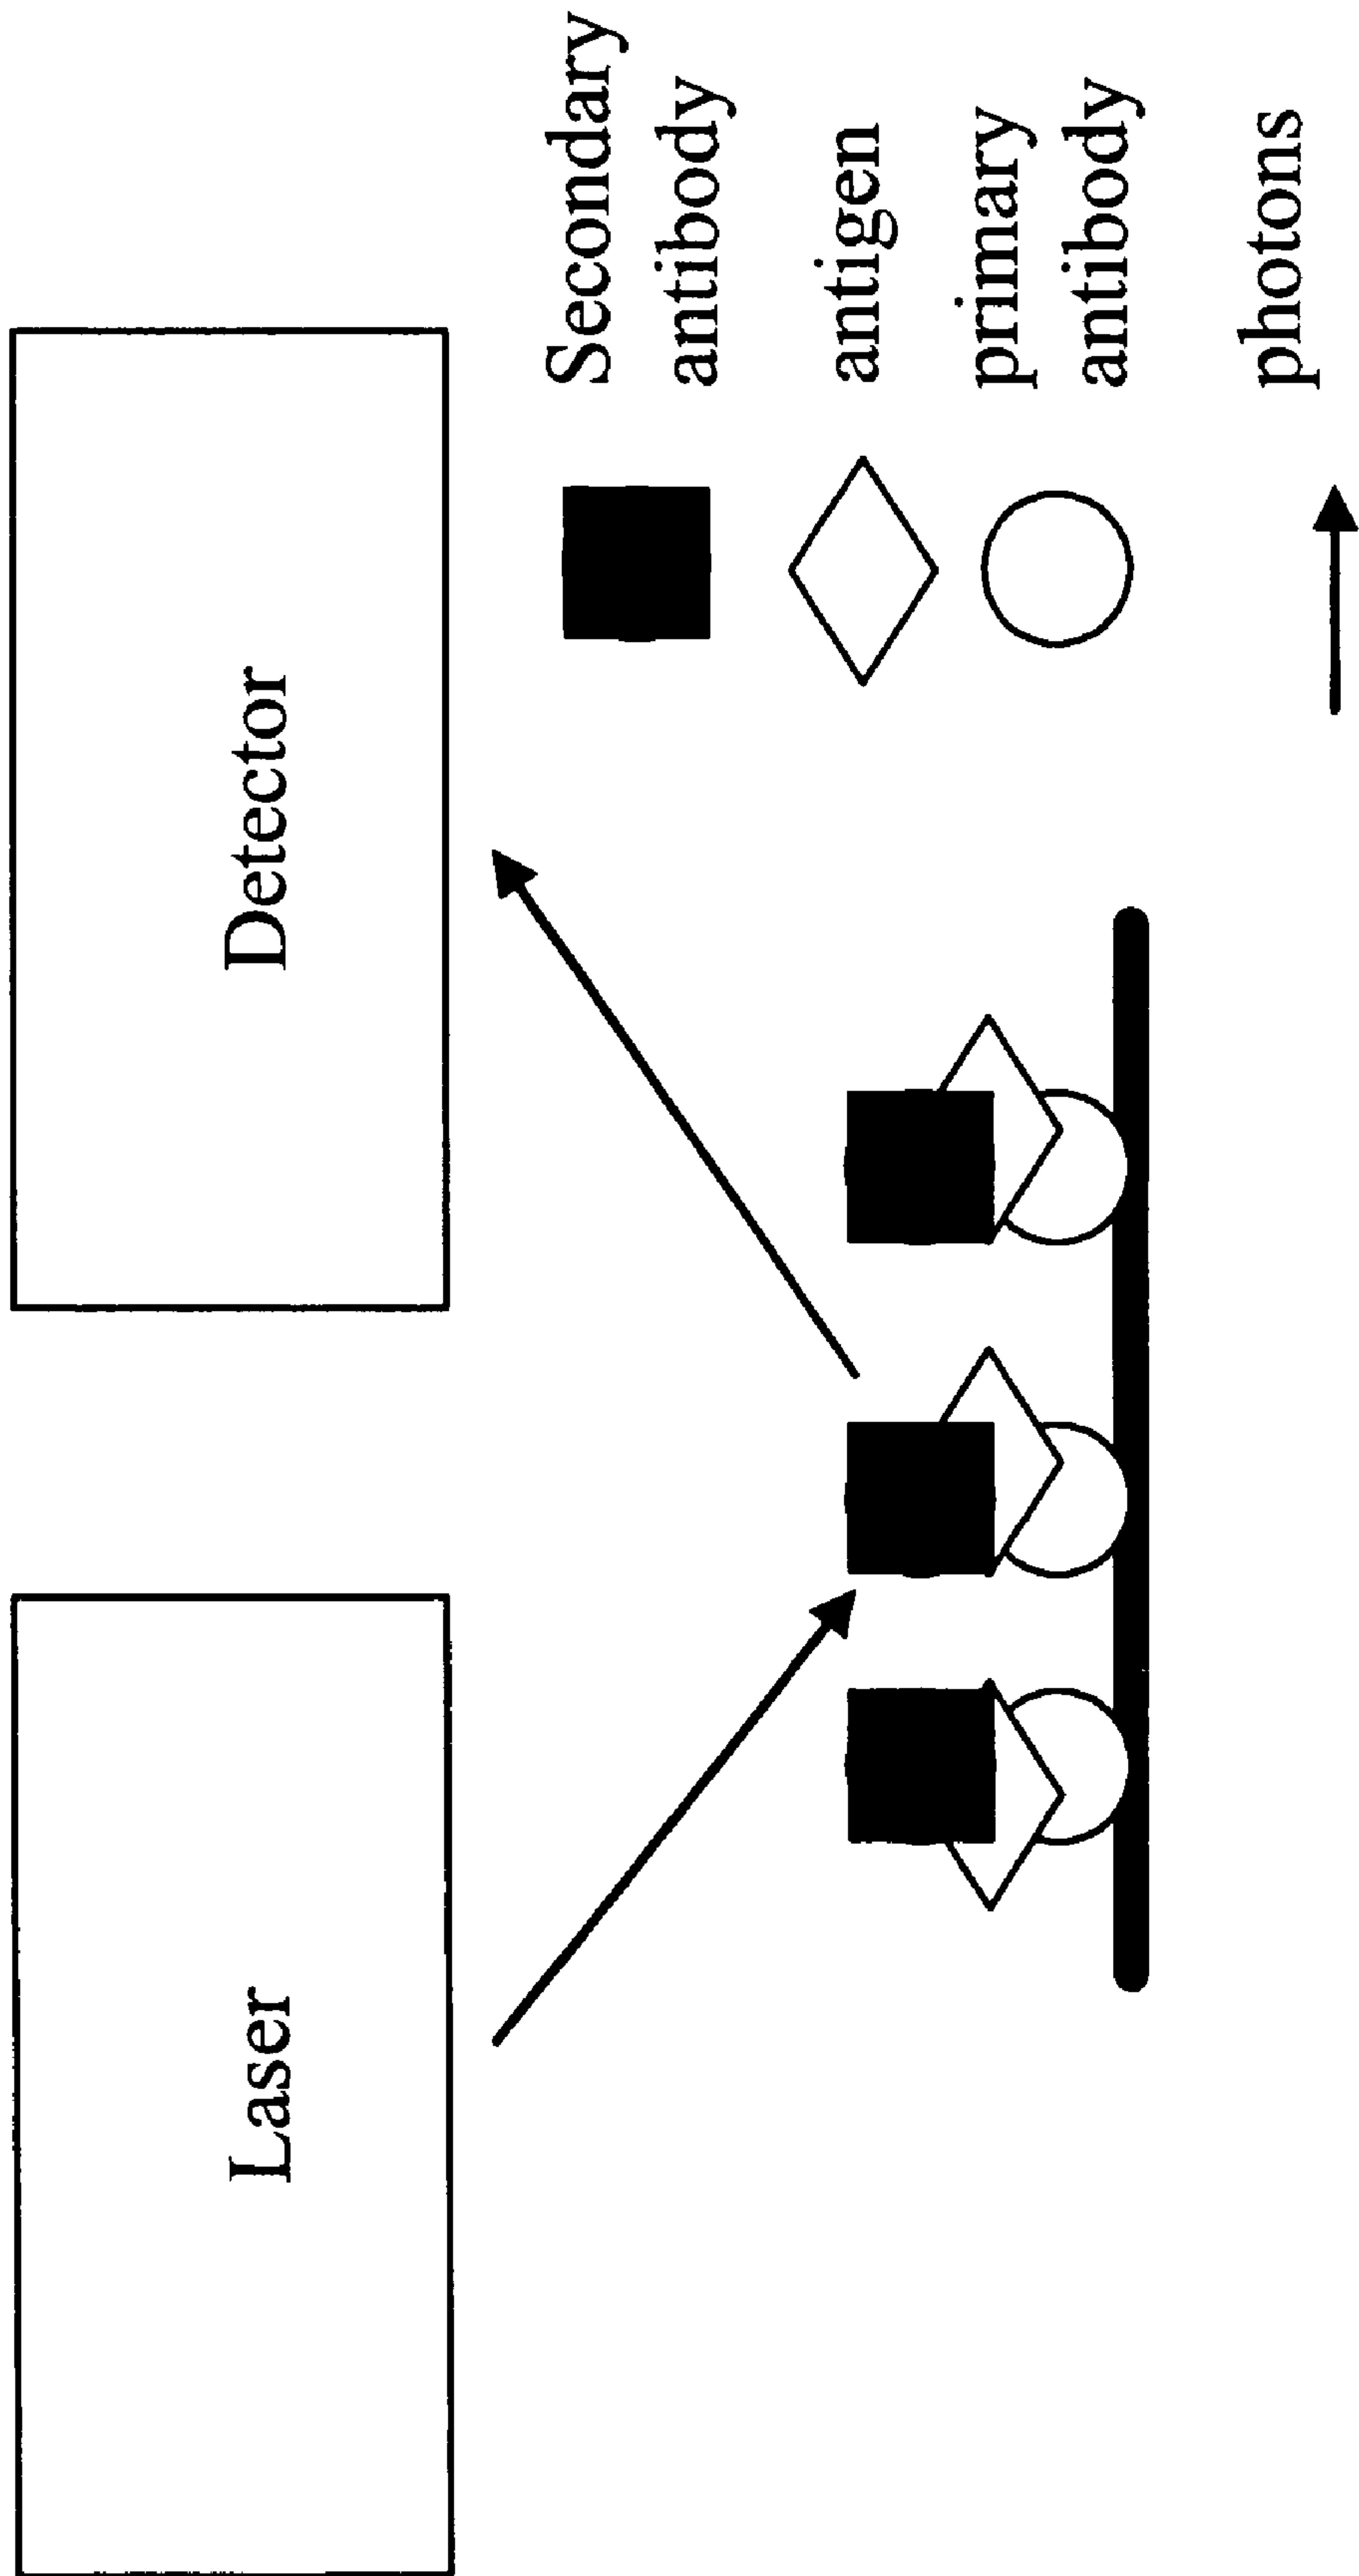 Laser
Detector
Secondary
antibody
antigen
primary
antibody
photons